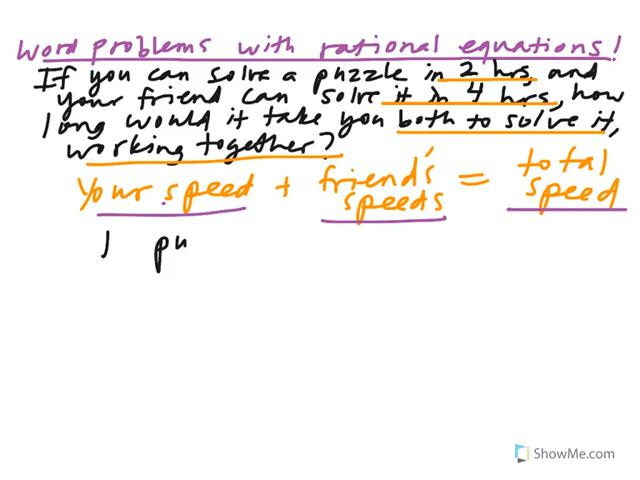 Word problems with rational equations!
If you can solve a puzzle in 2 hrs, and
your friend can solve it in 4 hrs, how
long would it take you both to solve it,
working together?
Your speed + friend's speeds = total speed
1 pu
ShowMe.com